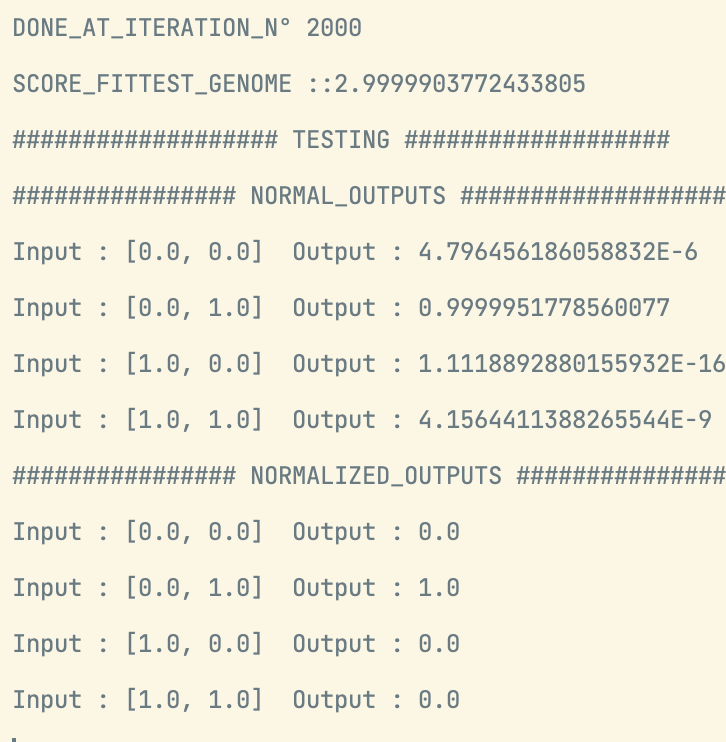 DONE_AT_ITERATION_N° 2000
SCORE_FITTEST_GENOME ::2.9999903772433805
################### TESTING ###################
################ NORMAL_OUTPUTS ###################
Input : [0.0, 0.0]  Output : 4.796456186058832E-6
Input : [0.0, 1.0]  Output : 0.9999951778560077
Input : [1.0, 0.0]  Output : 1.1118892880155932E-16
Input : [1.0, 1.0]  Output : 4.1564411388265544E-9
################ NORMALIZED_OUTPUTS ###############
Input : [0.0, 0.0]  Output : 0.0
Input : [0.0, 1.0]  Output : 1.0
Input : [1.0, 0.0]  Output : 0.0
Input : [1.0, 1.0]  Output : 0.0